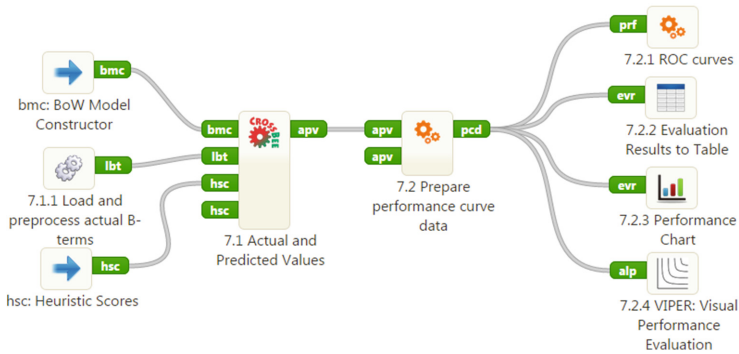 bmc
bmc: BoW Model
Constructor
lbt
7.1.1 Load and
preprocess actual B-
terms
hsc
hsc: Heuristic Scores
bmc
lbt
hsc
hsc
CROSS
BEE
apv
7.1 Actual and
Predicted Values
apv
apv
pcd
7.2 Prepare
performance curve
data
prf
7.2.1 ROC curves
evr
7.2.2 Evaluation
Results to Table
evr
7.2.3 Performance
Chart
alp
7.2.4 VIPER: Visual
Performance
Evaluation